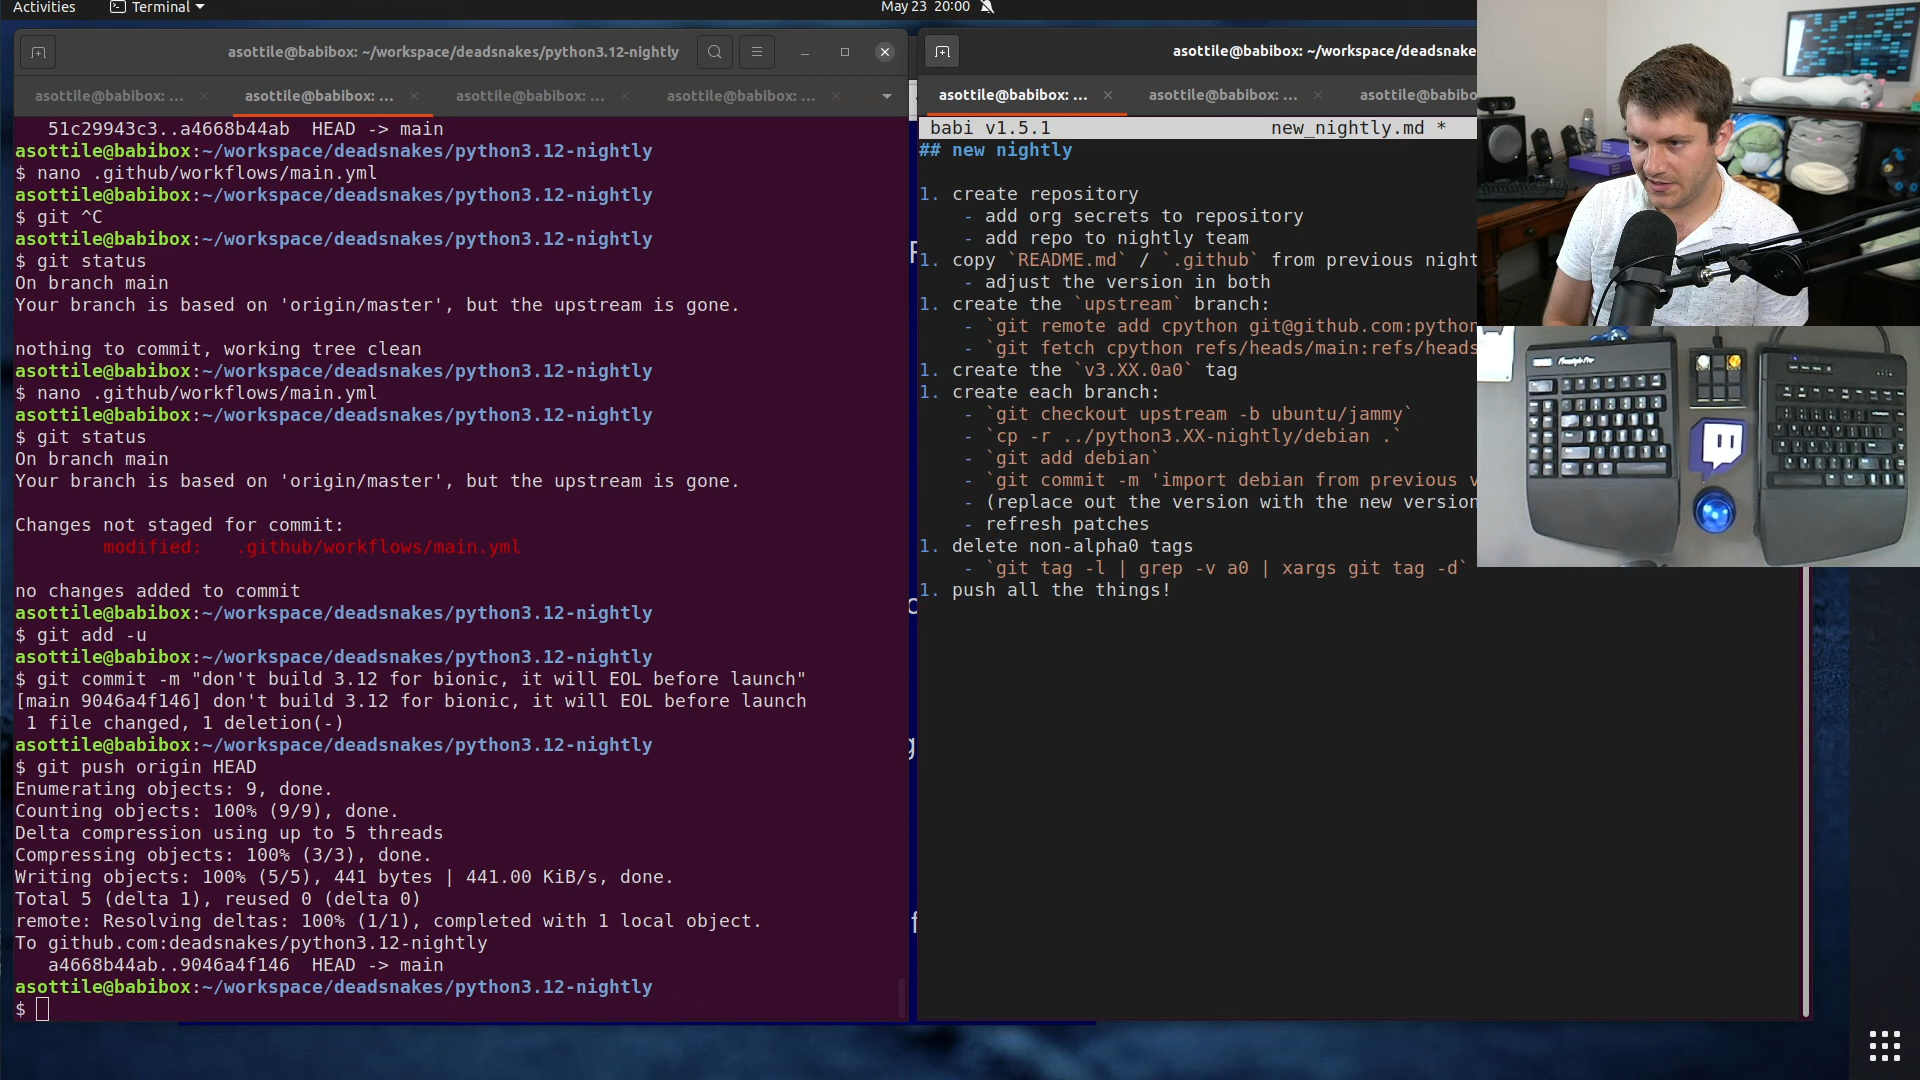 Activities
Terminal
May 23 20:00
asottile@babibox: ~/workspace/deadsnakes/python3.12-nightly
asottile@babibox: ...
asottile@babibox: ...
asottile@babibox: ...
asottile@babibox: ...
51c29943c3..a4668b44ab HEAD -> main
asottile@babibox:~/workspace/deadsnakes/python3.12-nightly
$ nano .github/workflows/main.yml
asottile@babibox:~/workspace/deadsnakes/python3.12-nightly
$ git ^C
asottile@babibox:~/workspace/deadsnakes/python3.12-nightly
$ git status
On branch main
Your branch is based on 'origin/master', but the upstream is gone.
nothing to commit, working tree clean
asottile@babibox:~/workspace/deadsnakes/python3.12-nightly
$ nano .github/workflows/main.yml
asottile@babibox:~/workspace/deadsnakes/python3.12-nightly
$ git status
On branch main
Your branch is based on 'origin/master', but the upstream is gone.
Changes not staged for commit:
modified: .github/workflows/main.yml
no changes added to commit
asottile@babibox:~/workspace/deadsnakes/python3.12-nightly
$ git add -u
asottile@babibox:~/workspace/deadsnakes/python3.12-nightly
$ git commit -m "don't build 3.12 for bionic, it will EOL before launch"
[main 9046a4f146] don't build 3.12 for bionic, it will EOL before launch
1 file changed, 1 deletion(-)
asottile@babibox:~/workspace/deadsnakes/python3.12-nightly
$ git push origin HEAD
Enumerating objects: 9, done.
Counting objects: 100% (9/9), done.
Delta compression using up to 5 threads
Compressing objects: 100% (3/3), done.
Writing objects: 100% (5/5), 441 bytes | 441.00 KiB/s, done.
Total 5 (delta 1), reused 0 (delta 0)
remote: Resolving deltas: 100% (1/1), completed with 1 local object.
To github.com:deadsnakes/python3.12-nightly
a4668b44ab..9046a4f146 HEAD -> main
asottile@babibox:~/workspace/deadsnakes/python3.12-nightly
$
asottile@babibox: ~/workspace/deadsnake
asottile@babibox: ...
asottile@babibox: ...
asottile@babibo
babi v1.5.1 new_nightly.md *
## new nightly
1. create repository
- add org secrets to repository
- add repo to nightly team
1. copy `README.md` / `.github` from previous night
- adjust the version in both
1. create the `upstream` branch:
- `git remote add cpython git@github.com:python
- `git fetch cpython refs/heads/main:refs/heads
1. create the `v3.XX.0a0` tag
1. create each branch:
- `git checkout upstream -b ubuntu/jammy`
- `cp -r ../python3.XX-nightly/debian .`
- `git add debian`
- `git commit -m 'import debian from previous v
- (replace out the version with the new version
- refresh patches
1. delete non-alpha0 tags
- `git tag -l | grep -v a0 | xargs git tag -d`
1. push all the things!